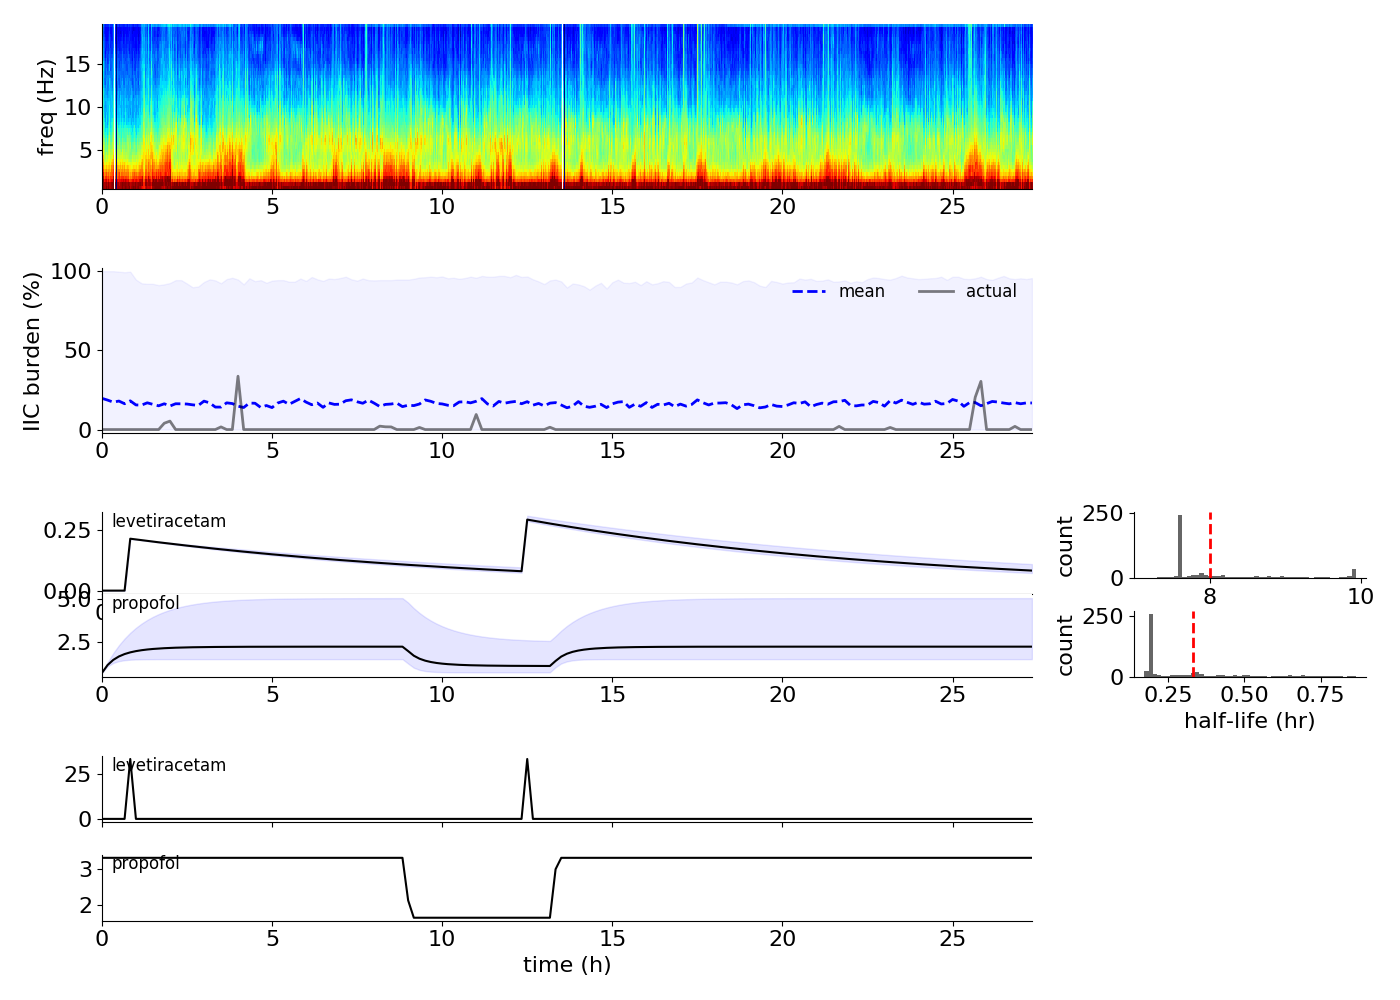 freq (Hz)
15
10
5
0 5 10 15 20 25
IIC burden (%)
100
50
0
mean actual
0 5 10 15 20 25
levetiracetam
0.25
0.00
0
propofol
5.0
2.5
0 5 10 15 20 25
count
250
0
8 10
count
250
0
0.25 0.50 0.75
half-life (hr)
levetiracetam
25
0
propofol
3
2
0 5 10 15 20 25
time (h)